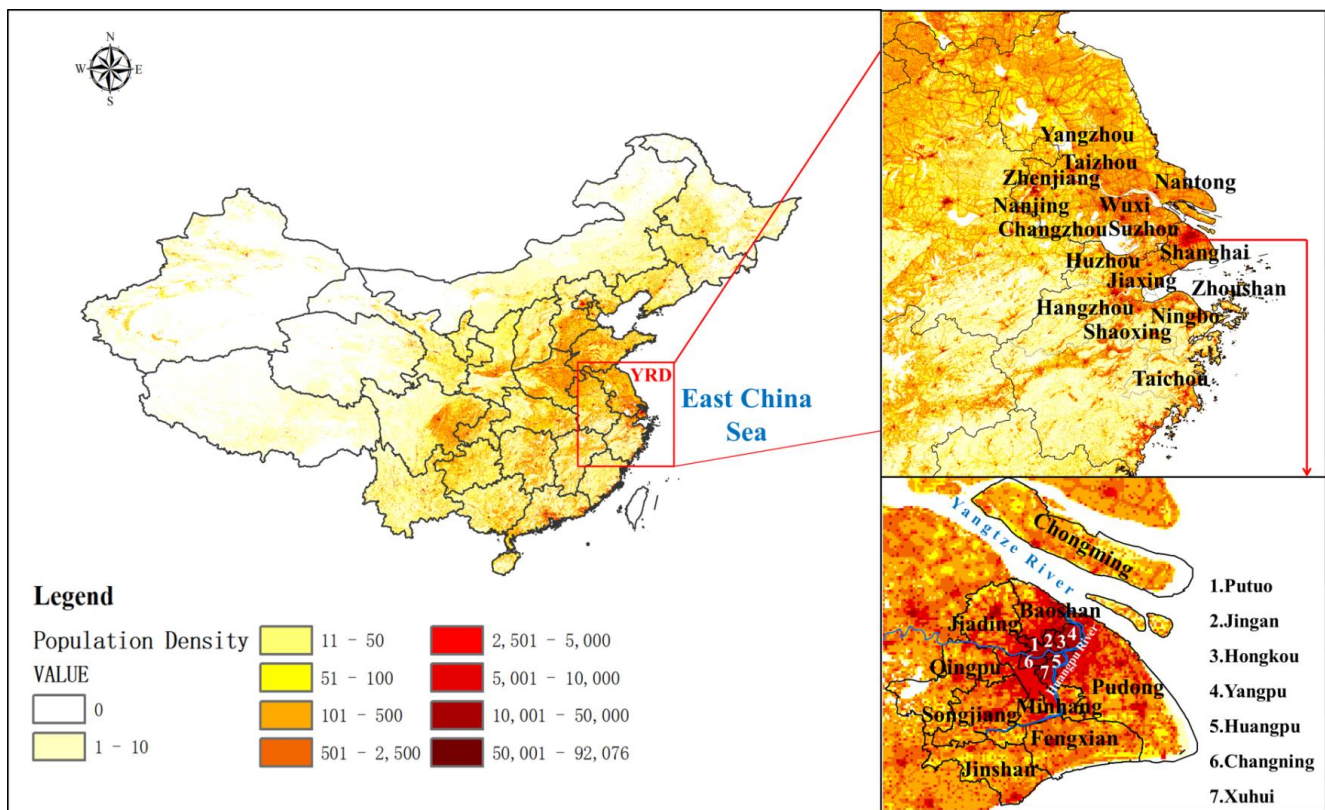 N
W E
S
YRD
East China
Sea
Legend
Population Density
VALUE
0
1 - 10
11 - 50
51 - 100
101 - 500
501 - 2,500
2,501 - 5,000
5,001 - 10,000
10,001 - 50,000
50,001 - 92,076
Yangzhou
Taizhou
Zhenjiang
Nantong
Nanjing
Wuxi
Changzhou
Suzhou
Shanghai
Huzhou
Jiaxing
Zhoushan
Hangzhou
Ningbo
Shaoxing
Taichou
Yangtze River
Chongming
Baoshan
Jiading
1
2
3
4
5
6
7
Huangpu River
Qingpu
Pudong
Minhang
Songjiang
Fengxian
Jinshan
1.Putuo
2.Jingan
3.Hongkou
4.Yangpu
5.Huangpu
6.Changning
7.Xuhui